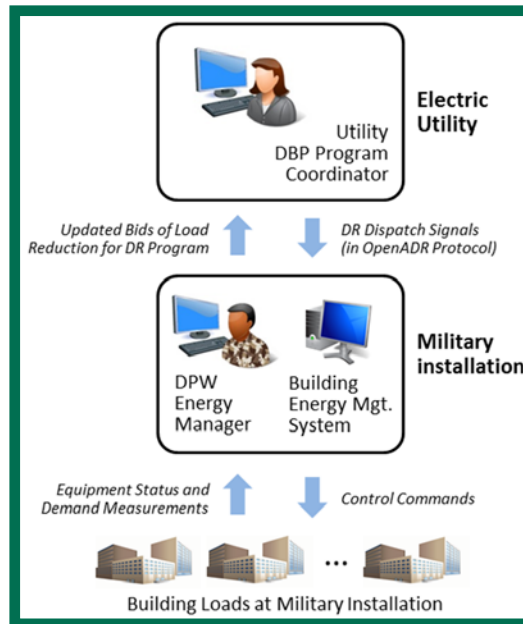 Electric
Utility
Utility
DBP Program
Coordinator
Updated Bids of Load
Reduction for DR Program
DR Dispatch Signals
(in OpenADR Protocol)
Military
installation
DPW
Energy
Manager
Building
Energy Mgt.
System
Equipment Status and
Demand Measurements
Control Commands
...
Building Loads at Military Installation